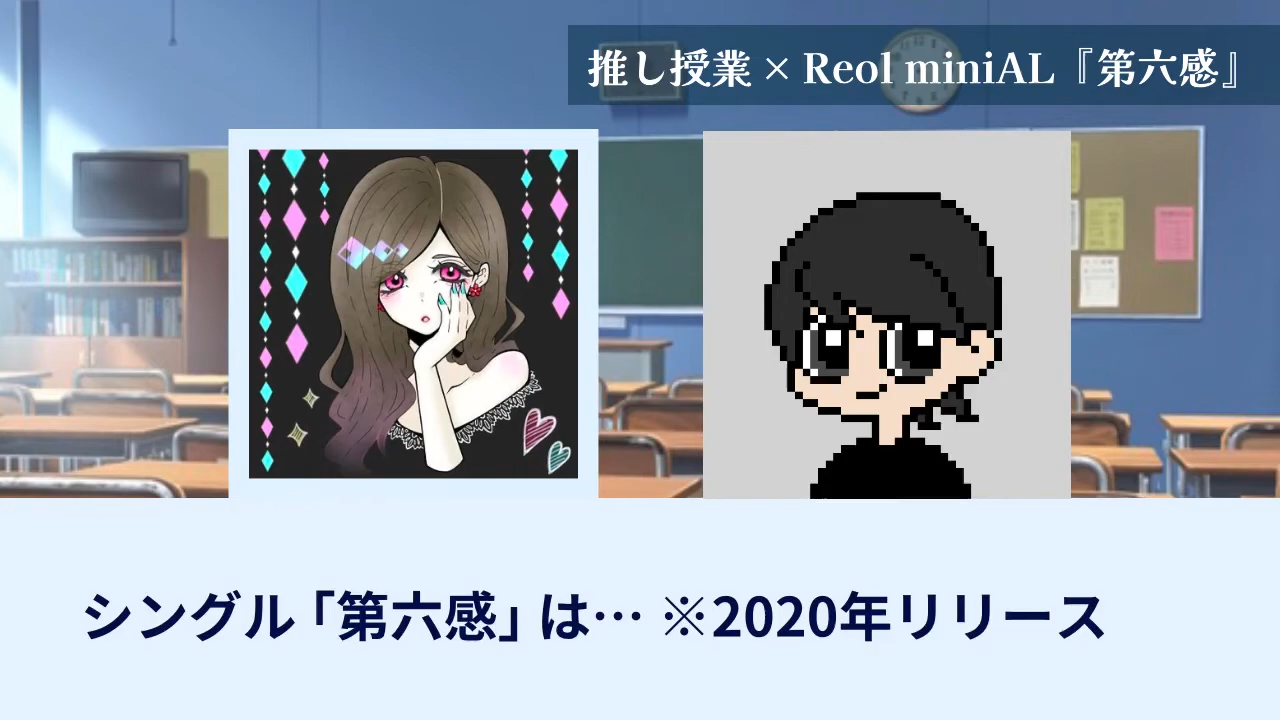 推し授業 × Reol miniAL『第六感』
シングル「第六感」は… ※2020年リリース